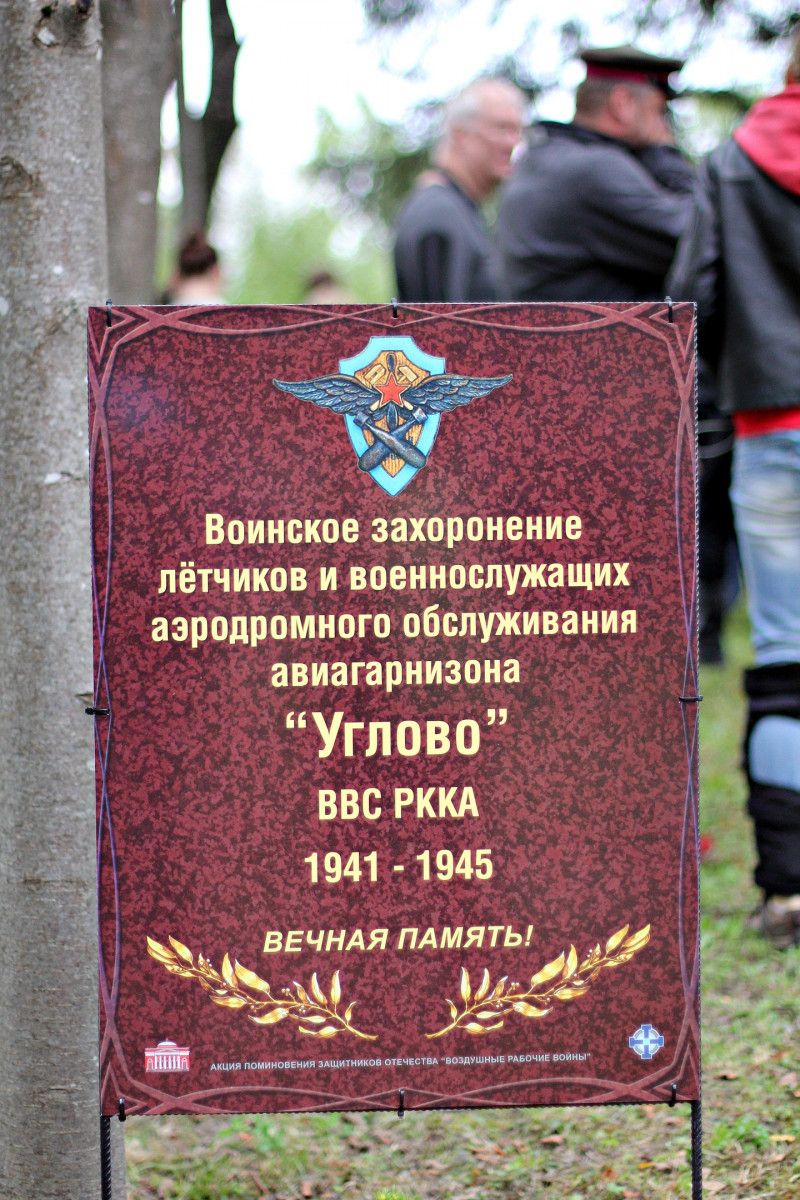 Воинское захоронение
лётчиков и военнослужащих
аэродромного обслуживания
авиагарнизона
“Углово”
ВВС РККА
1941 - 1945
ВЕЧНАЯ ПАМЯТЬ!
АКЦИЯ ПОМИНОВЕНИЯ ЗАЩИТНИКОВ ОТЕЧЕСТВА "ВОЗДУШНЫЕ РАБОЧИЕ ВОЙНЫ"